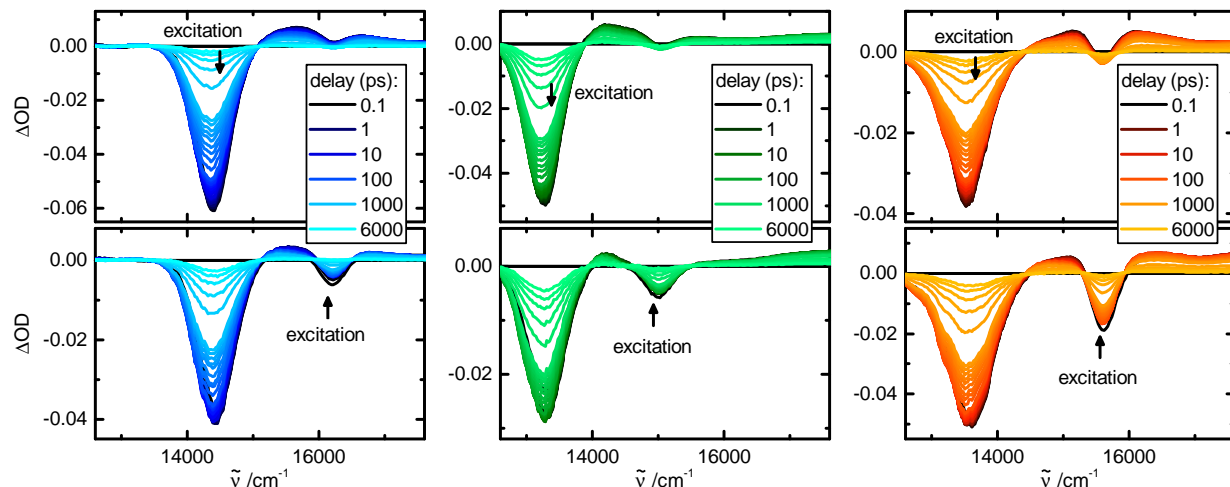 excitation
delay (ps):
0.1
1
10
100
1000
6000
0.00
-0.02
-0.04
-0.06
ΔOD
excitation
delay (ps):
0.1
1
10
100
1000
6000
0.00
-0.02
-0.04
excitation
delay (ps):
0.1
1
10
100
1000
6000
0.00
-0.02
-0.04
excitation
0.00
-0.02
-0.04
ΔOD
14000 16000
ν̃ /cm⁻¹
excitation
0.00
-0.02
14000 16000
ν̃ /cm⁻¹
excitation
0.00
-0.02
-0.04
14000 16000
ν̃ /cm⁻¹